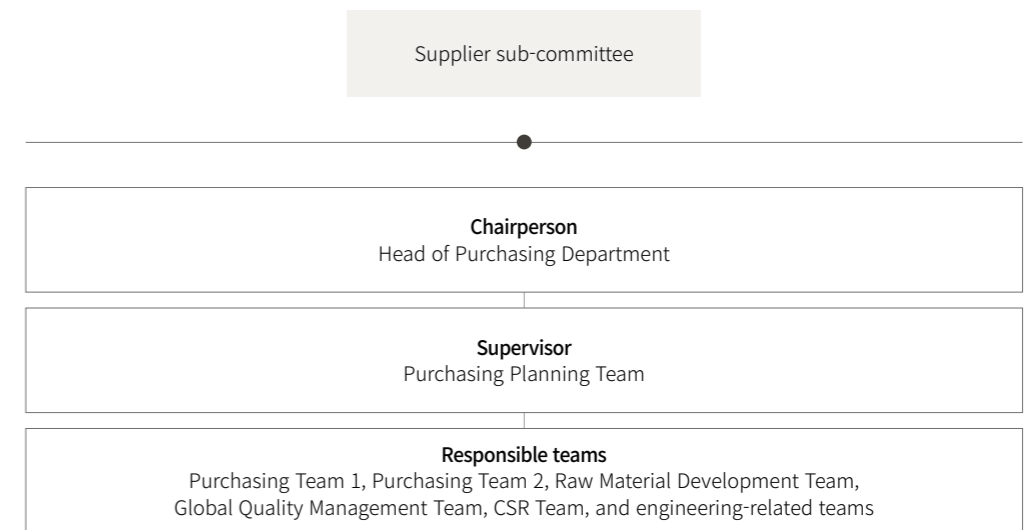 Supplier sub-committee
Chairperson
Head of Purchasing Department
Supervisor
Purchasing Planning Team
Responsible teams
Purchasing Team 1, Purchasing Team 2, Raw Material Development Team,
Global Quality Management Team, CSR Team, and engineering-related teams